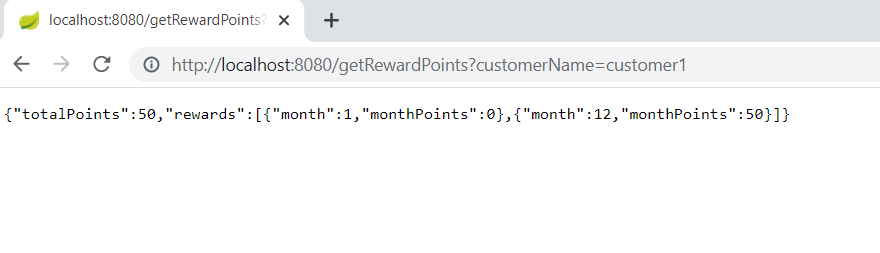 localhost:8080/getRewardPoints?
http://localhost:8080/getRewardPoints?customerName=customer1
{"totalPoints":50,"rewards":[{"month":1,"monthPoints":0},{"month":12,"monthPoints":50}]}